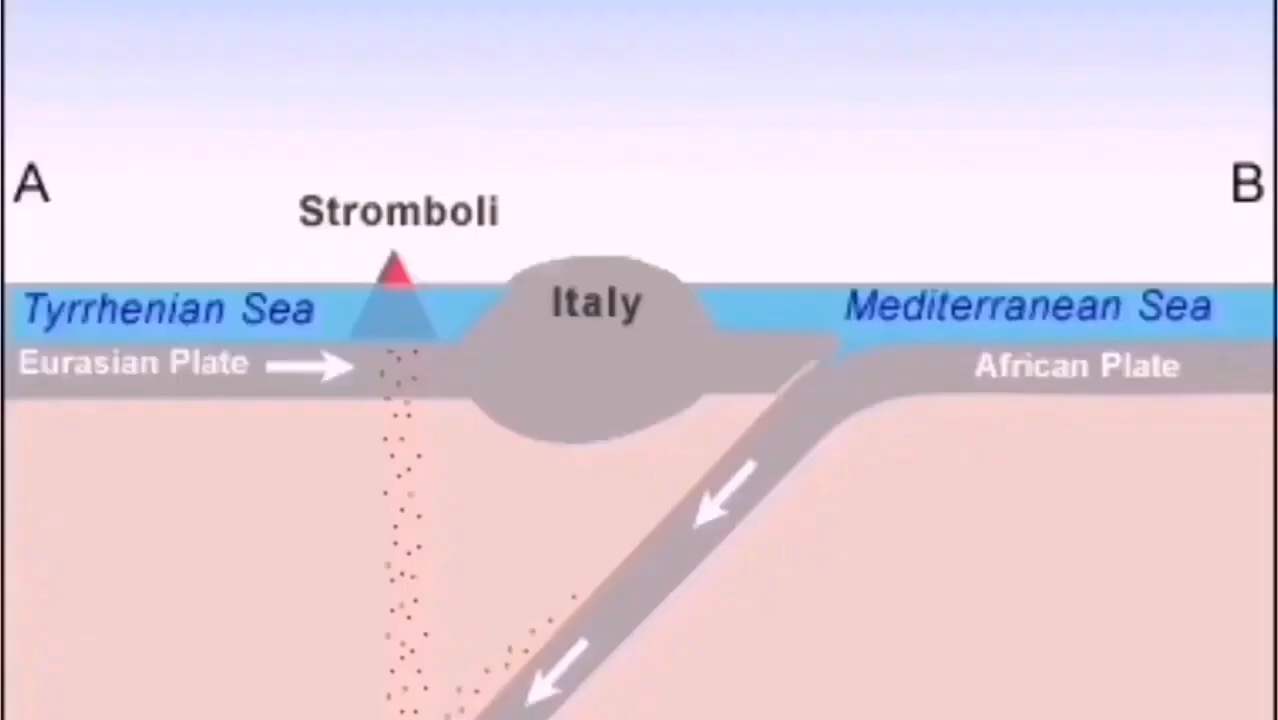 A
B
Stromboli
Tyrrhenian Sea
Italy
Mediterranean Sea
Eurasian Plate
African Plate